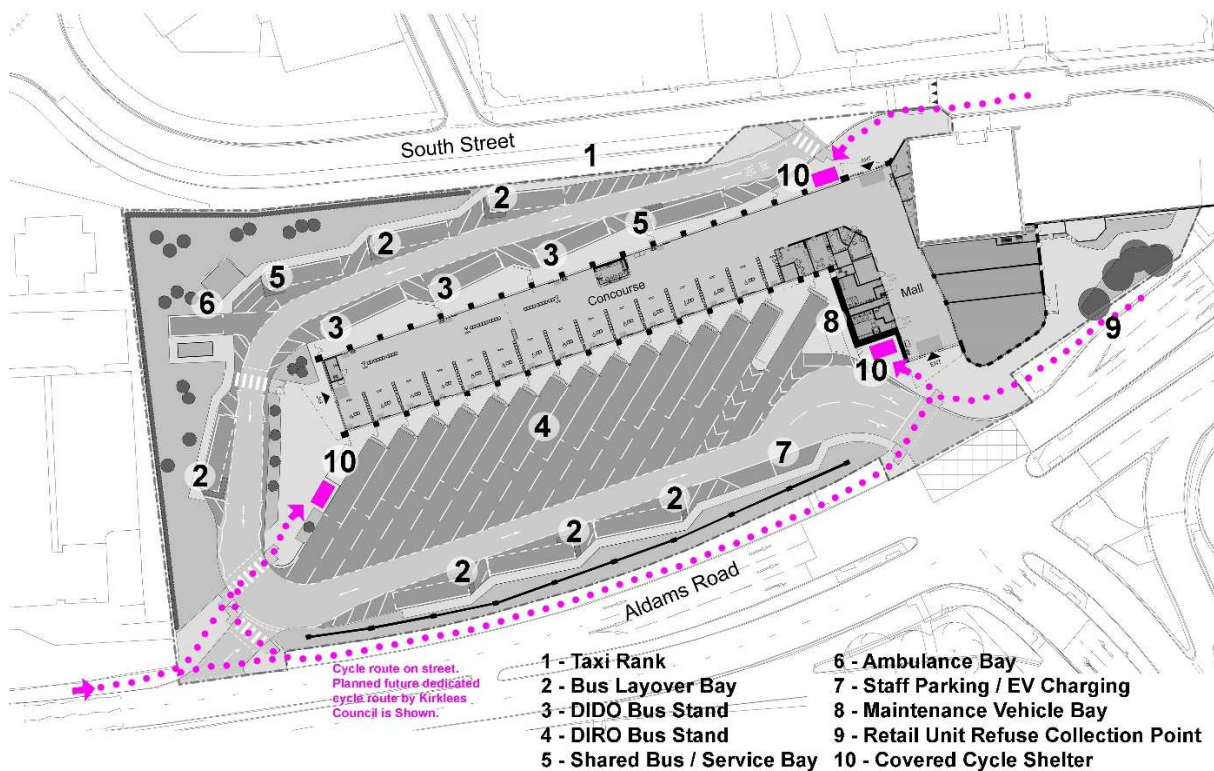 South Street
1
10
2
2
5
3
5
3
6
3
Concourse
Mall
8
9
10
4
10
7
2
2
2
2
Aldams Road
Cycle route on street.
Planned future dedicated
cycle route by Kirklees
Council is Shown.
1 - Taxi Rank
2 - Bus Layover Bay
3 - DIDO Bus Stand
4 - DIRO Bus Stand
5 - Shared Bus / Service Bay
6 - Ambulance Bay
7 - Staff Parking / EV Charging
8 - Maintenance Vehicle Bay
9 - Retail Unit Refuse Collection Point
10 - Covered Cycle Shelter